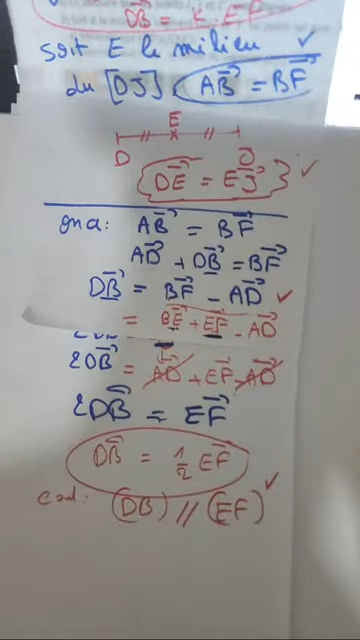 DB = K. EF
soit E le milieu ✓
du [DJ], AB = BF
E
D J
DE = EJ ✓
on a: AB = BF
AD + DB = BF
DB = BF - AD ✓
= BE + EF - AD
2DB = AD + EF - AD
2DB = EF
DB = 1/2 EF
(DB) // (EF) ✓